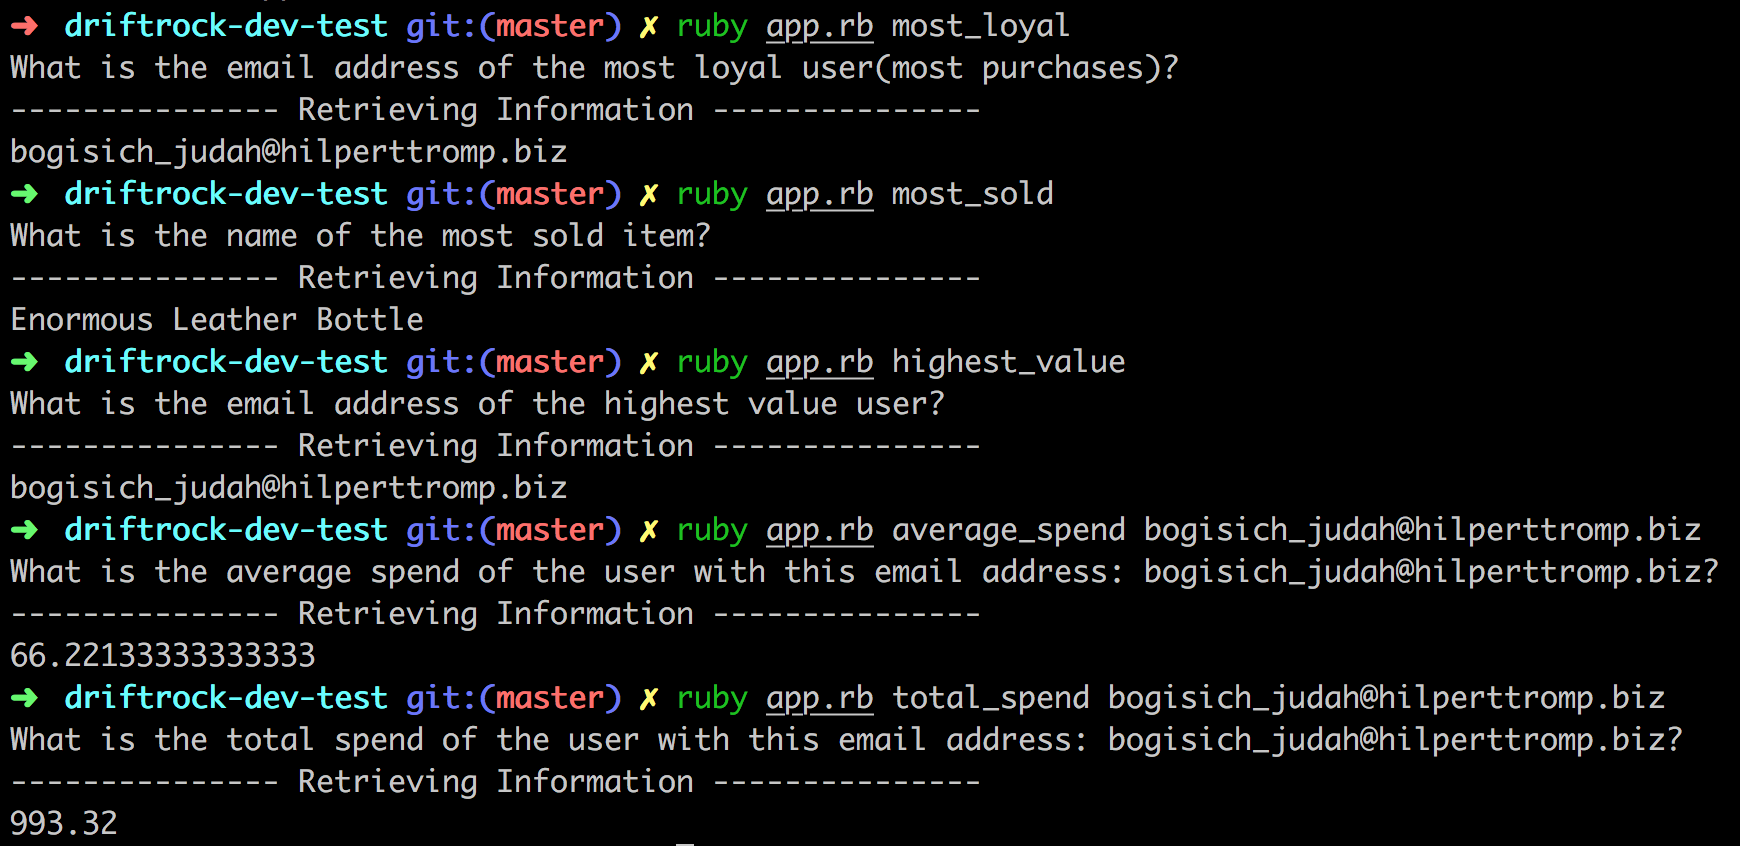 ➜ driftrock-dev-test git:(master) ✗ ruby app.rb most_loyal
What is the email address of the most loyal user(most purchases)?
--------------- Retrieving Information ---------------
bogisich_judah@hilperttromp.biz
➜ driftrock-dev-test git:(master) ✗ ruby app.rb most_sold
What is the name of the most sold item?
--------------- Retrieving Information ---------------
Enormous Leather Bottle
➜ driftrock-dev-test git:(master) ✗ ruby app.rb highest_value
What is the email address of the highest value user?
--------------- Retrieving Information ---------------
bogisich_judah@hilperttromp.biz
➜ driftrock-dev-test git:(master) ✗ ruby app.rb average_spend bogisich_judah@hilperttromp.biz
What is the average spend of the user with this email address: bogisich_judah@hilperttromp.biz?
--------------- Retrieving Information ---------------
66.22133333333333
➜ driftrock-dev-test git:(master) ✗ ruby app.rb total_spend bogisich_judah@hilperttromp.biz
What is the total spend of the user with this email address: bogisich_judah@hilperttromp.biz?
--------------- Retrieving Information ---------------
993.32